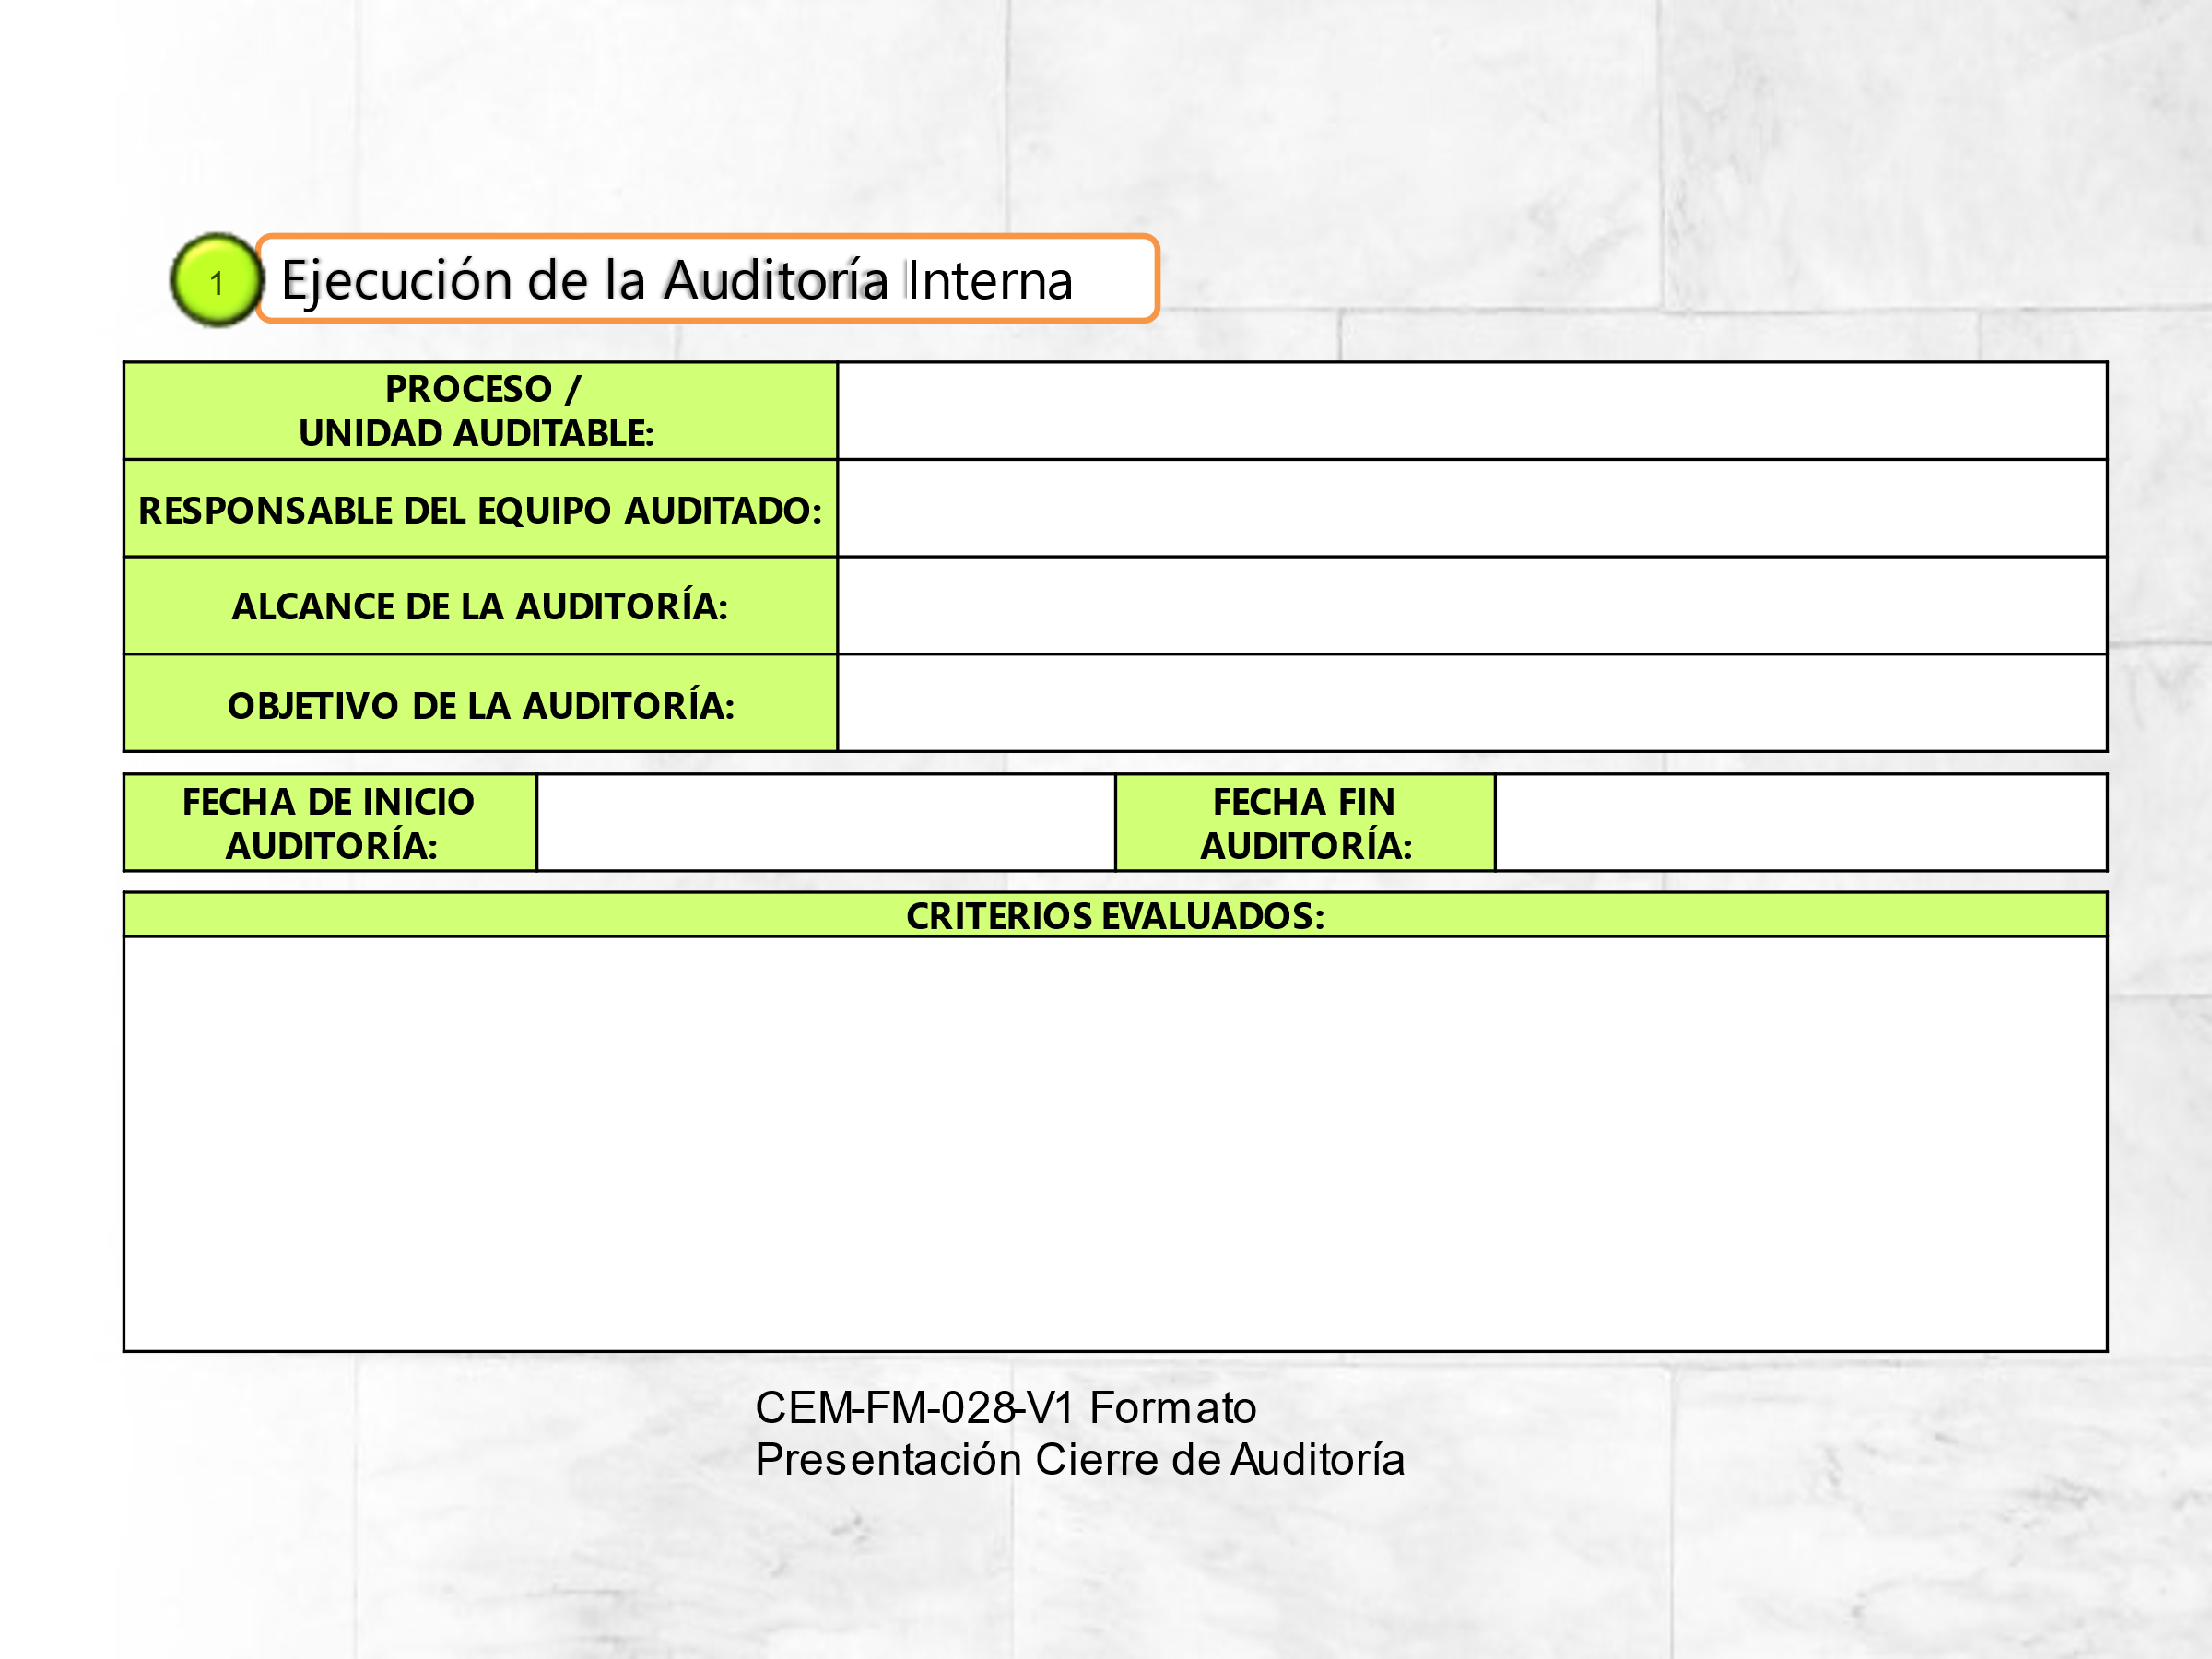 1
Ejecución de la Auditoría Interna
PROCESO /
UNIDAD AUDITABLE:
RESPONSABLE DEL EQUIPO AUDITADO:
ALCANCE DE LA AUDITORÍA:
OBJETIVO DE LA AUDITORÍA:
FECHA DE INICIO
AUDITORÍA:
FECHA FIN
AUDITORÍA:
CRITERIOS EVALUADOS:
CEM-FM-028-V1 Formato
Presentación Cierre de Auditoría